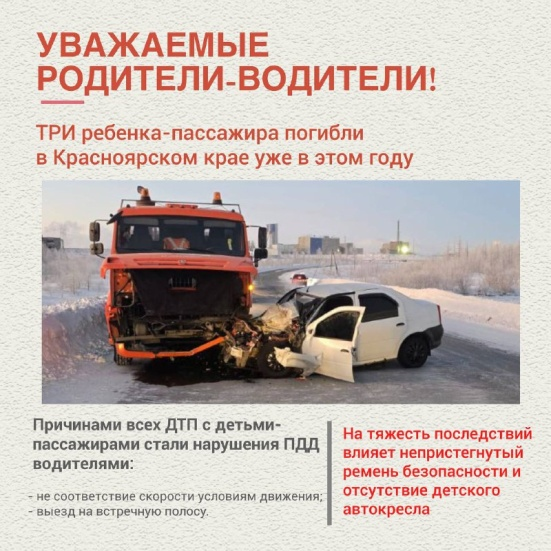 УВАЖАЕМЫЕ
РОДИТЕЛИ-ВОДИТЕЛИ!
ТРИ ребенка-пассажира погибли
в Красноярском крае уже в этом году
Причинами всех ДТП с детьми-
пассажирами стали нарушения ПДД
водителями:
- не соответствие скорости условиям движения;
- выезд на встречную полосу.
На тяжесть последствий
влияет непристегнутый
ремень безопасности и
отсутствие детского
автокресла